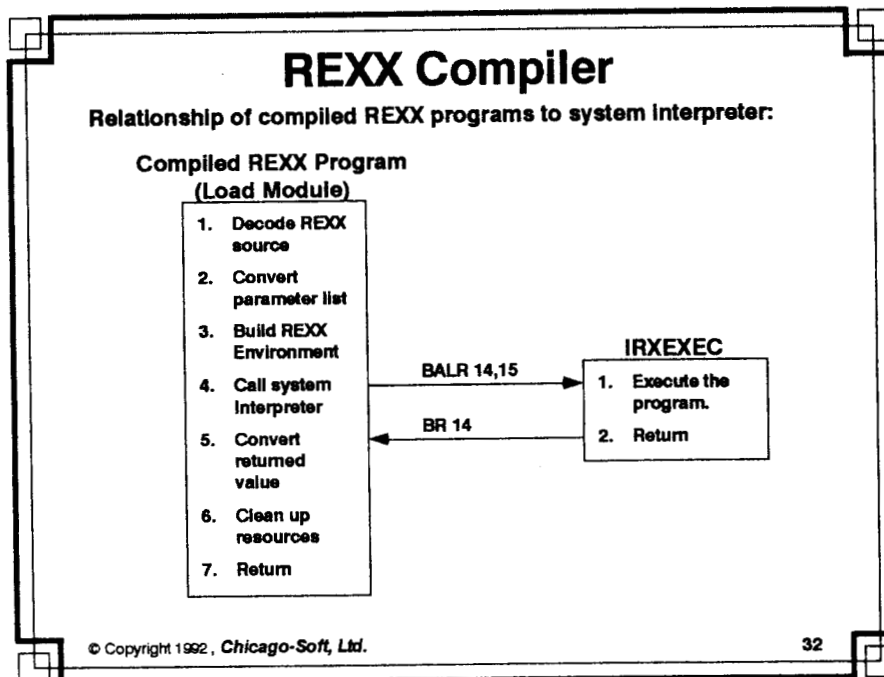 REXX Compiler
Relationship of compiled REXX programs to system interpreter:
Compiled REXX Program
(Load Module)
1. Decode REXX
source
2. Convert
parameter list
3. Build REXX
Environment
4. Call system
Interpreter
5. Convert
returned
value
6. Clean up
resources
7. Return
BALR 14,15
BR 14
IRXEXEC
1. Execute the
program.
2. Return
© Copyright 1992, Chicago-Soft, Ltd.
32